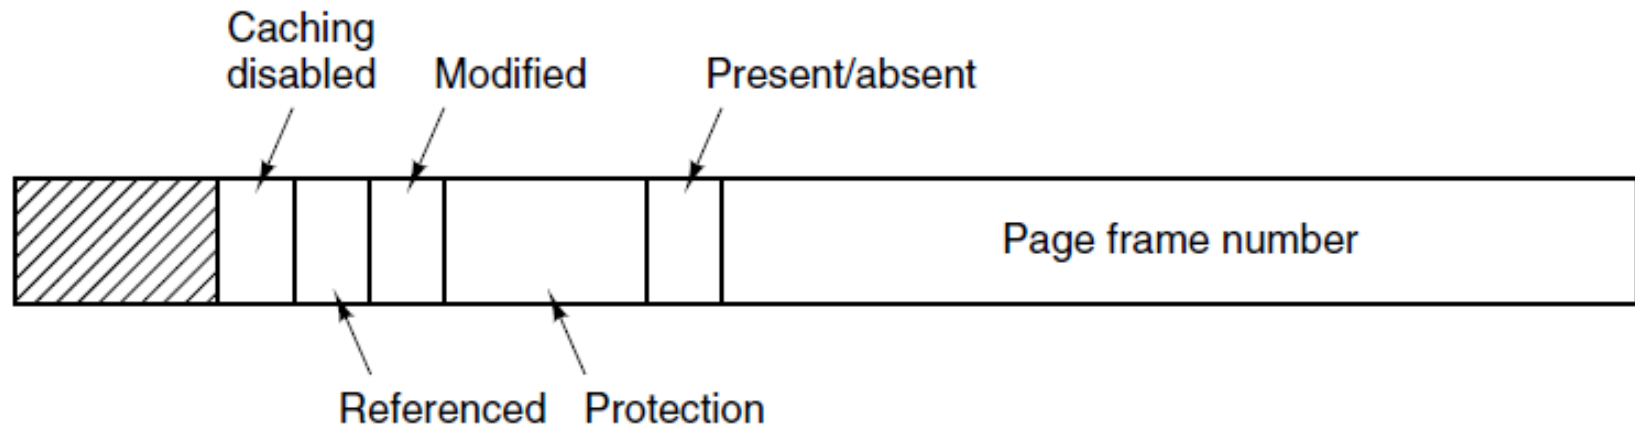 Caching
disabled
Modified
Present/absent
Page frame number
Referenced
Protection